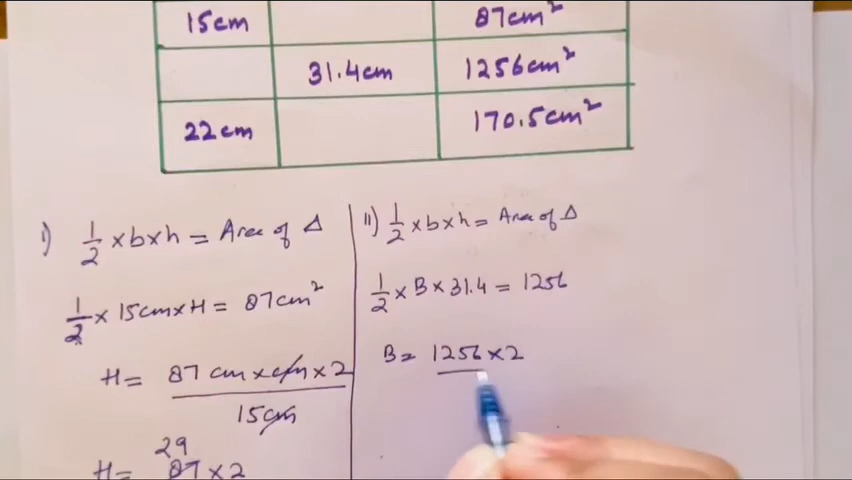 15cm 87cm²
31.4cm 1256cm²
22cm 170.5cm²
i) 1/2 × b × h = Area of Δ
1/2 × 15cm × H = 87cm²
H = 87 cm × cm × 2 / 15cm
29
H = 87 × 2
ii) 1/2 × b × h = Area of Δ
1/2 × B × 31.4 = 1256
B = 1256 × 2